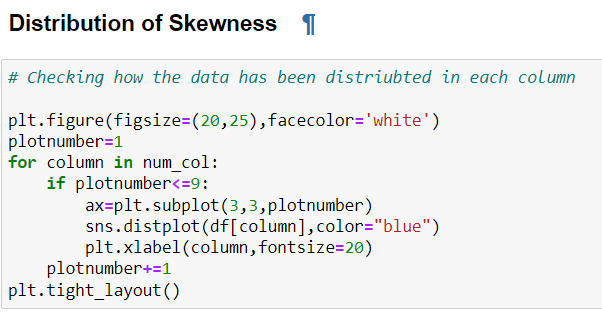 Distribution of Skewness ¶
# Checking how the data has been distriubted in each column
plt.figure(figsize=(20,25),facecolor='white')
plotnumber=1
for column in num_col:
    if plotnumber<=9:
        ax=plt.subplot(3,3,plotnumber)
        sns.distplot(df[column],color="blue")
        plt.xlabel(column,fontsize=20)
    plotnumber+=1
plt.tight_layout()